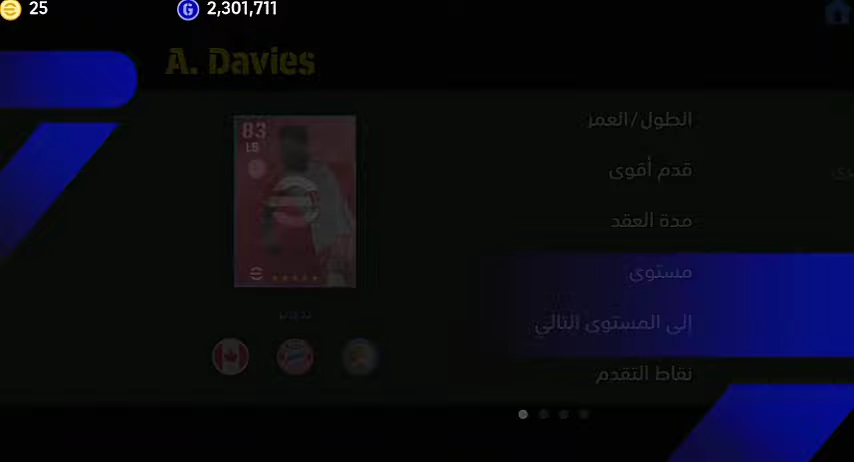 25
2,301,711
A. Davies
83
LB
الطول/العمر
قدم أقوى
مدة العقد
مستوى
إلى المستوى التالي
نقاط التقدم